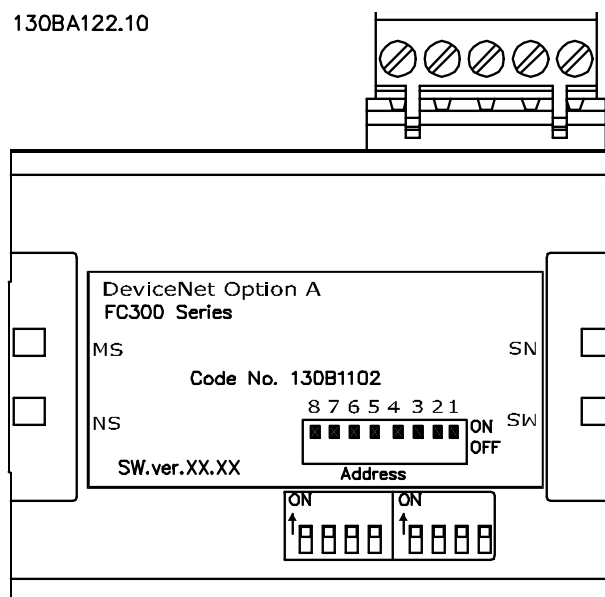 130BA122.10
DeviceNet Option A
FC300 Series
MS
SN
Code No. 130B1102
8 7 6 5 4 3 2 1
NS
ON
SW
OFF
SW.ver.XX.XX
Address
ON
ON